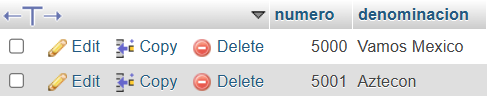 numero denominacion
Edit Copy Delete 5000 Vamos Mexico
Edit Copy Delete 5001 Aztecon